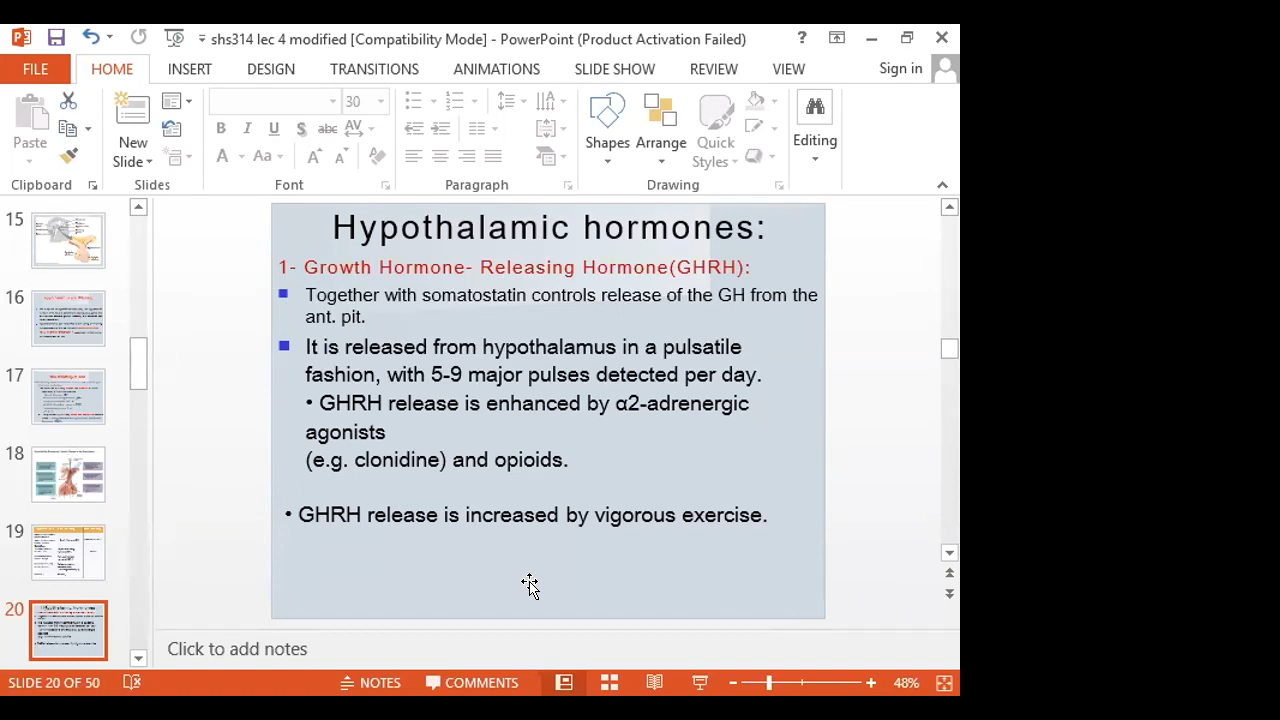 shs314 lec 4 modified [Compatibility Mode] - PowerPoint (Product Activation Failed)
FILE HOME INSERT DESIGN TRANSITIONS ANIMATIONS SLIDE SHOW REVIEW VIEW Sign in
30
Paste New Slide Shapes Arrange Quick Styles Editing
B I U S abc AV
A Aa A A
Clipboard Slides Font Paragraph Drawing
15
16
17
18
19
20
Hypothalamic hormones:
1- Growth Hormone- Releasing Hormone(GHRH):
Together with somatostatin controls release of the GH from the
ant. pit.
It is released from hypothalamus in a pulsatile
fashion, with 5-9 major pulses detected per day.
• GHRH release is enhanced by α2-adrenergic
agonists
(e.g. clonidine) and opioids.
• GHRH release is increased by vigorous exercise.
Click to add notes
SLIDE 20 OF 50 NOTES COMMENTS 48%